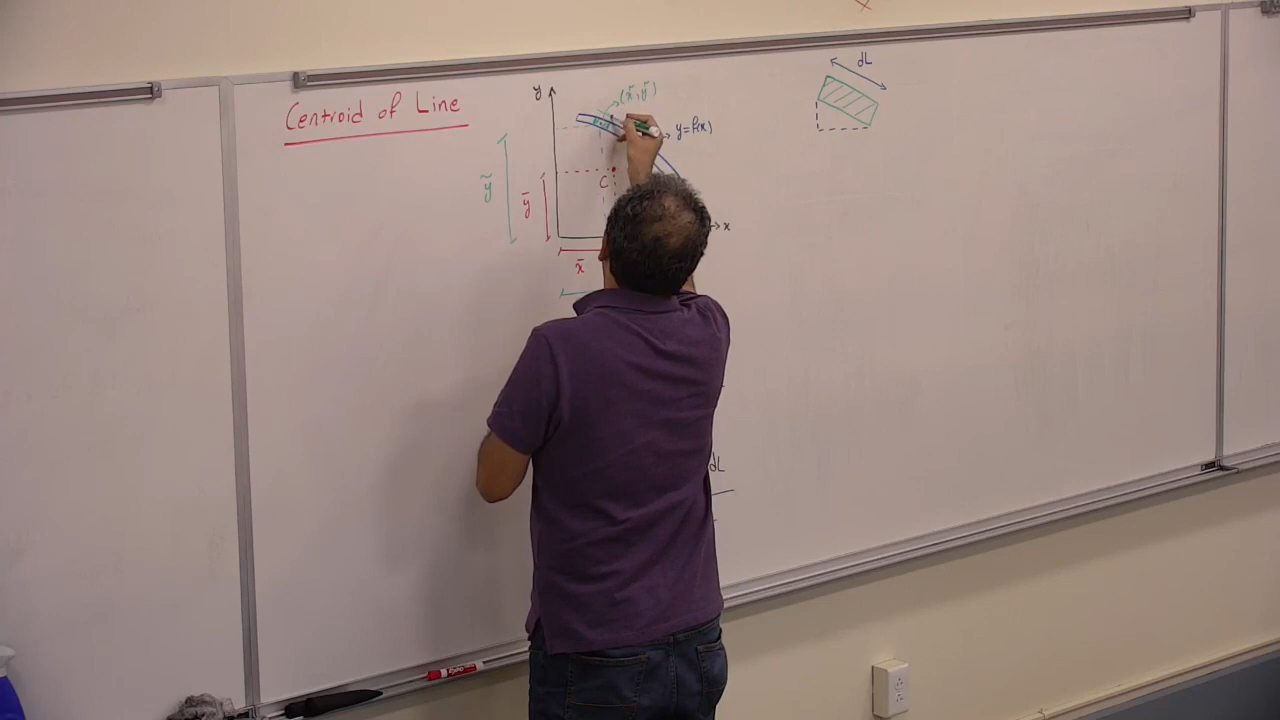 Centroid of Line
y
(x̃, ỹ)
y=f(x)
ỹ
ȳ
C
x
x̄
dL
dL